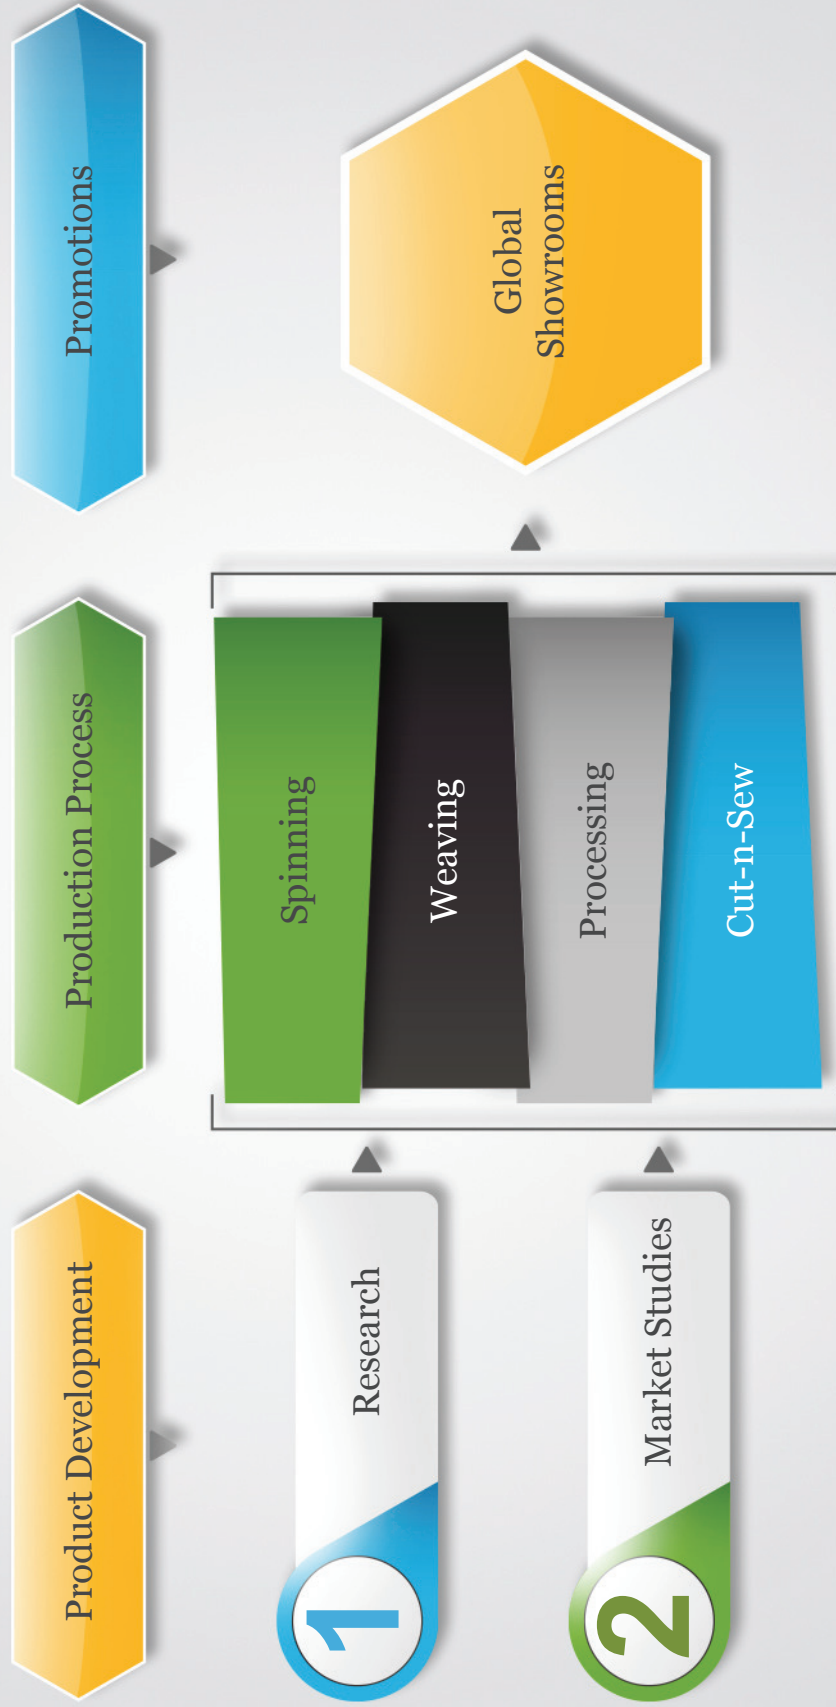 Product Development
Production Process
Promotions
1
Research
2
Market Studies
Spinning
Weaving
Processing
Cut-n-Sew
Global
Showrooms